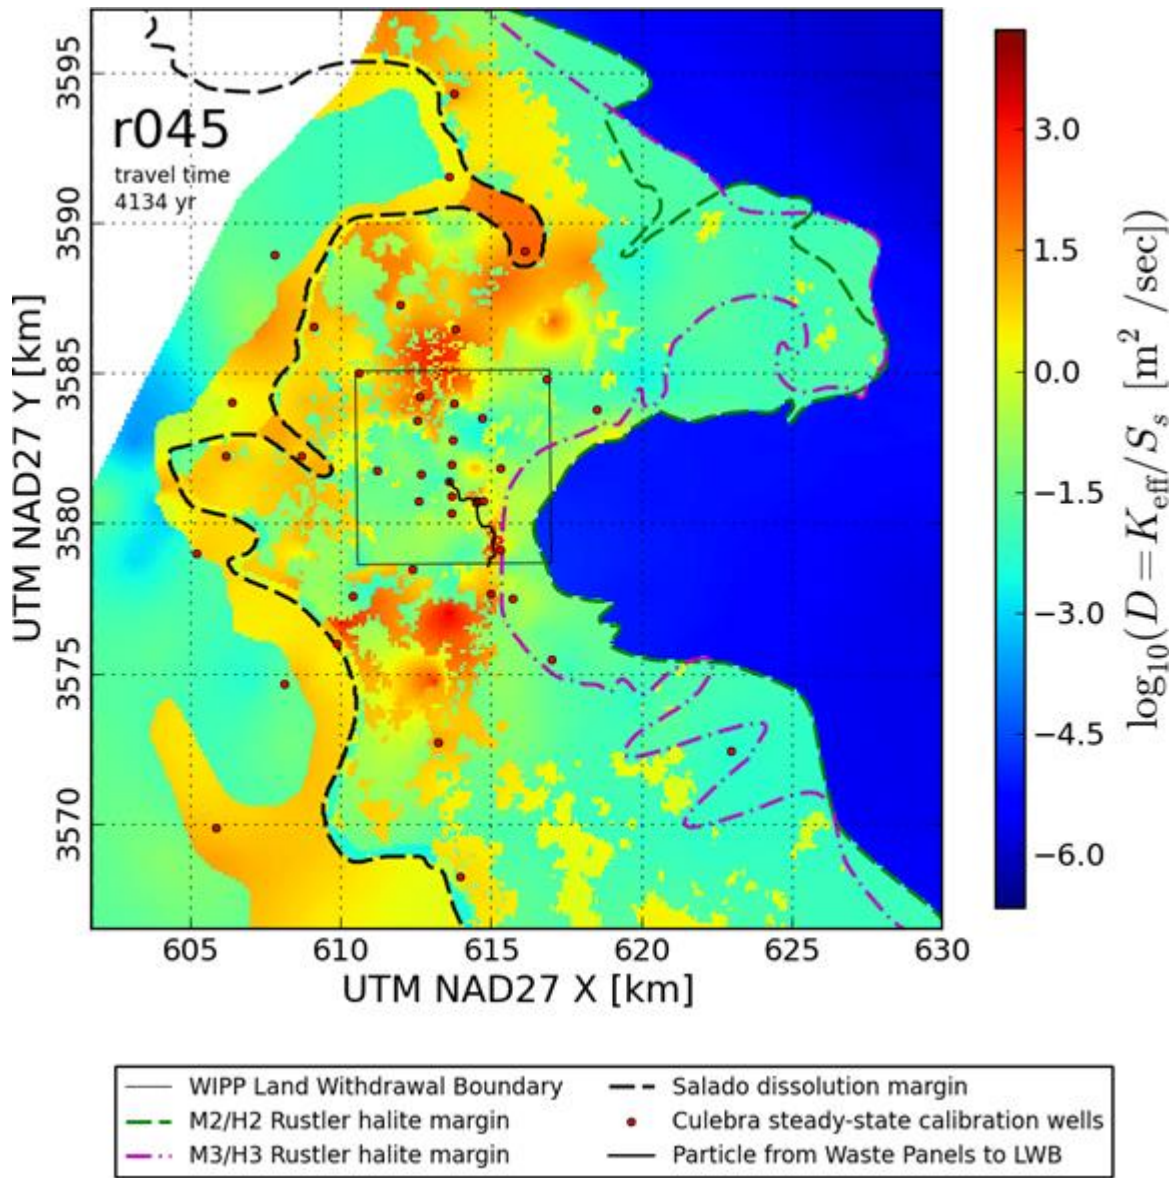 r045
travel time
4134 yr
3595
3590
3585
3580
3575
3570
UTM NAD27 Y [km]
605 610 615 620 625 630
UTM NAD27 X [km]
3.0
1.5
0.0
−1.5
−3.0
−4.5
−6.0
log₁₀(D = K_eff/S_s [m² /sec])
WIPP Land Withdrawal Boundary
M2/H2 Rustler halite margin
M3/H3 Rustler halite margin
Salado dissolution margin
Culebra steady-state calibration wells
Particle from Waste Panels to LWB